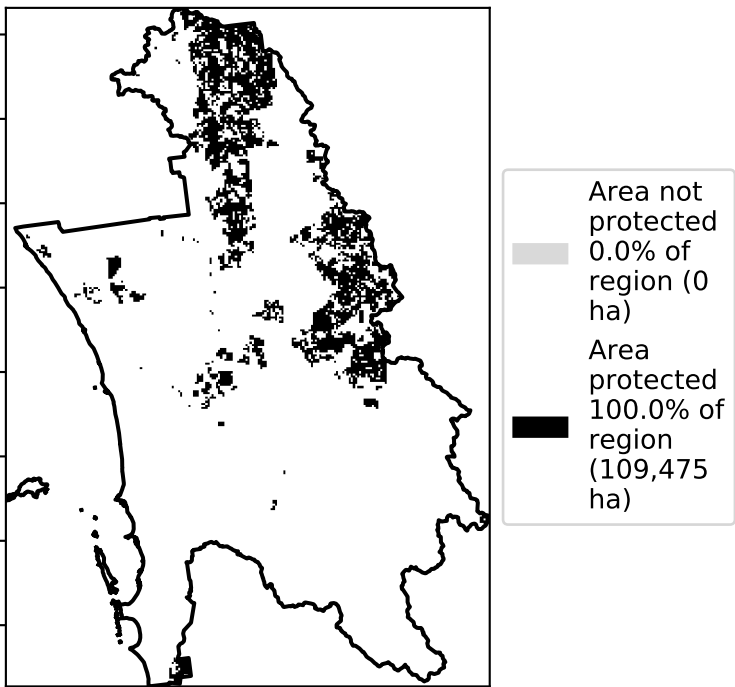 Area not
protected
0.0% of
region (0
ha)
Area
protected
100.0% of
region
(109,475
ha)